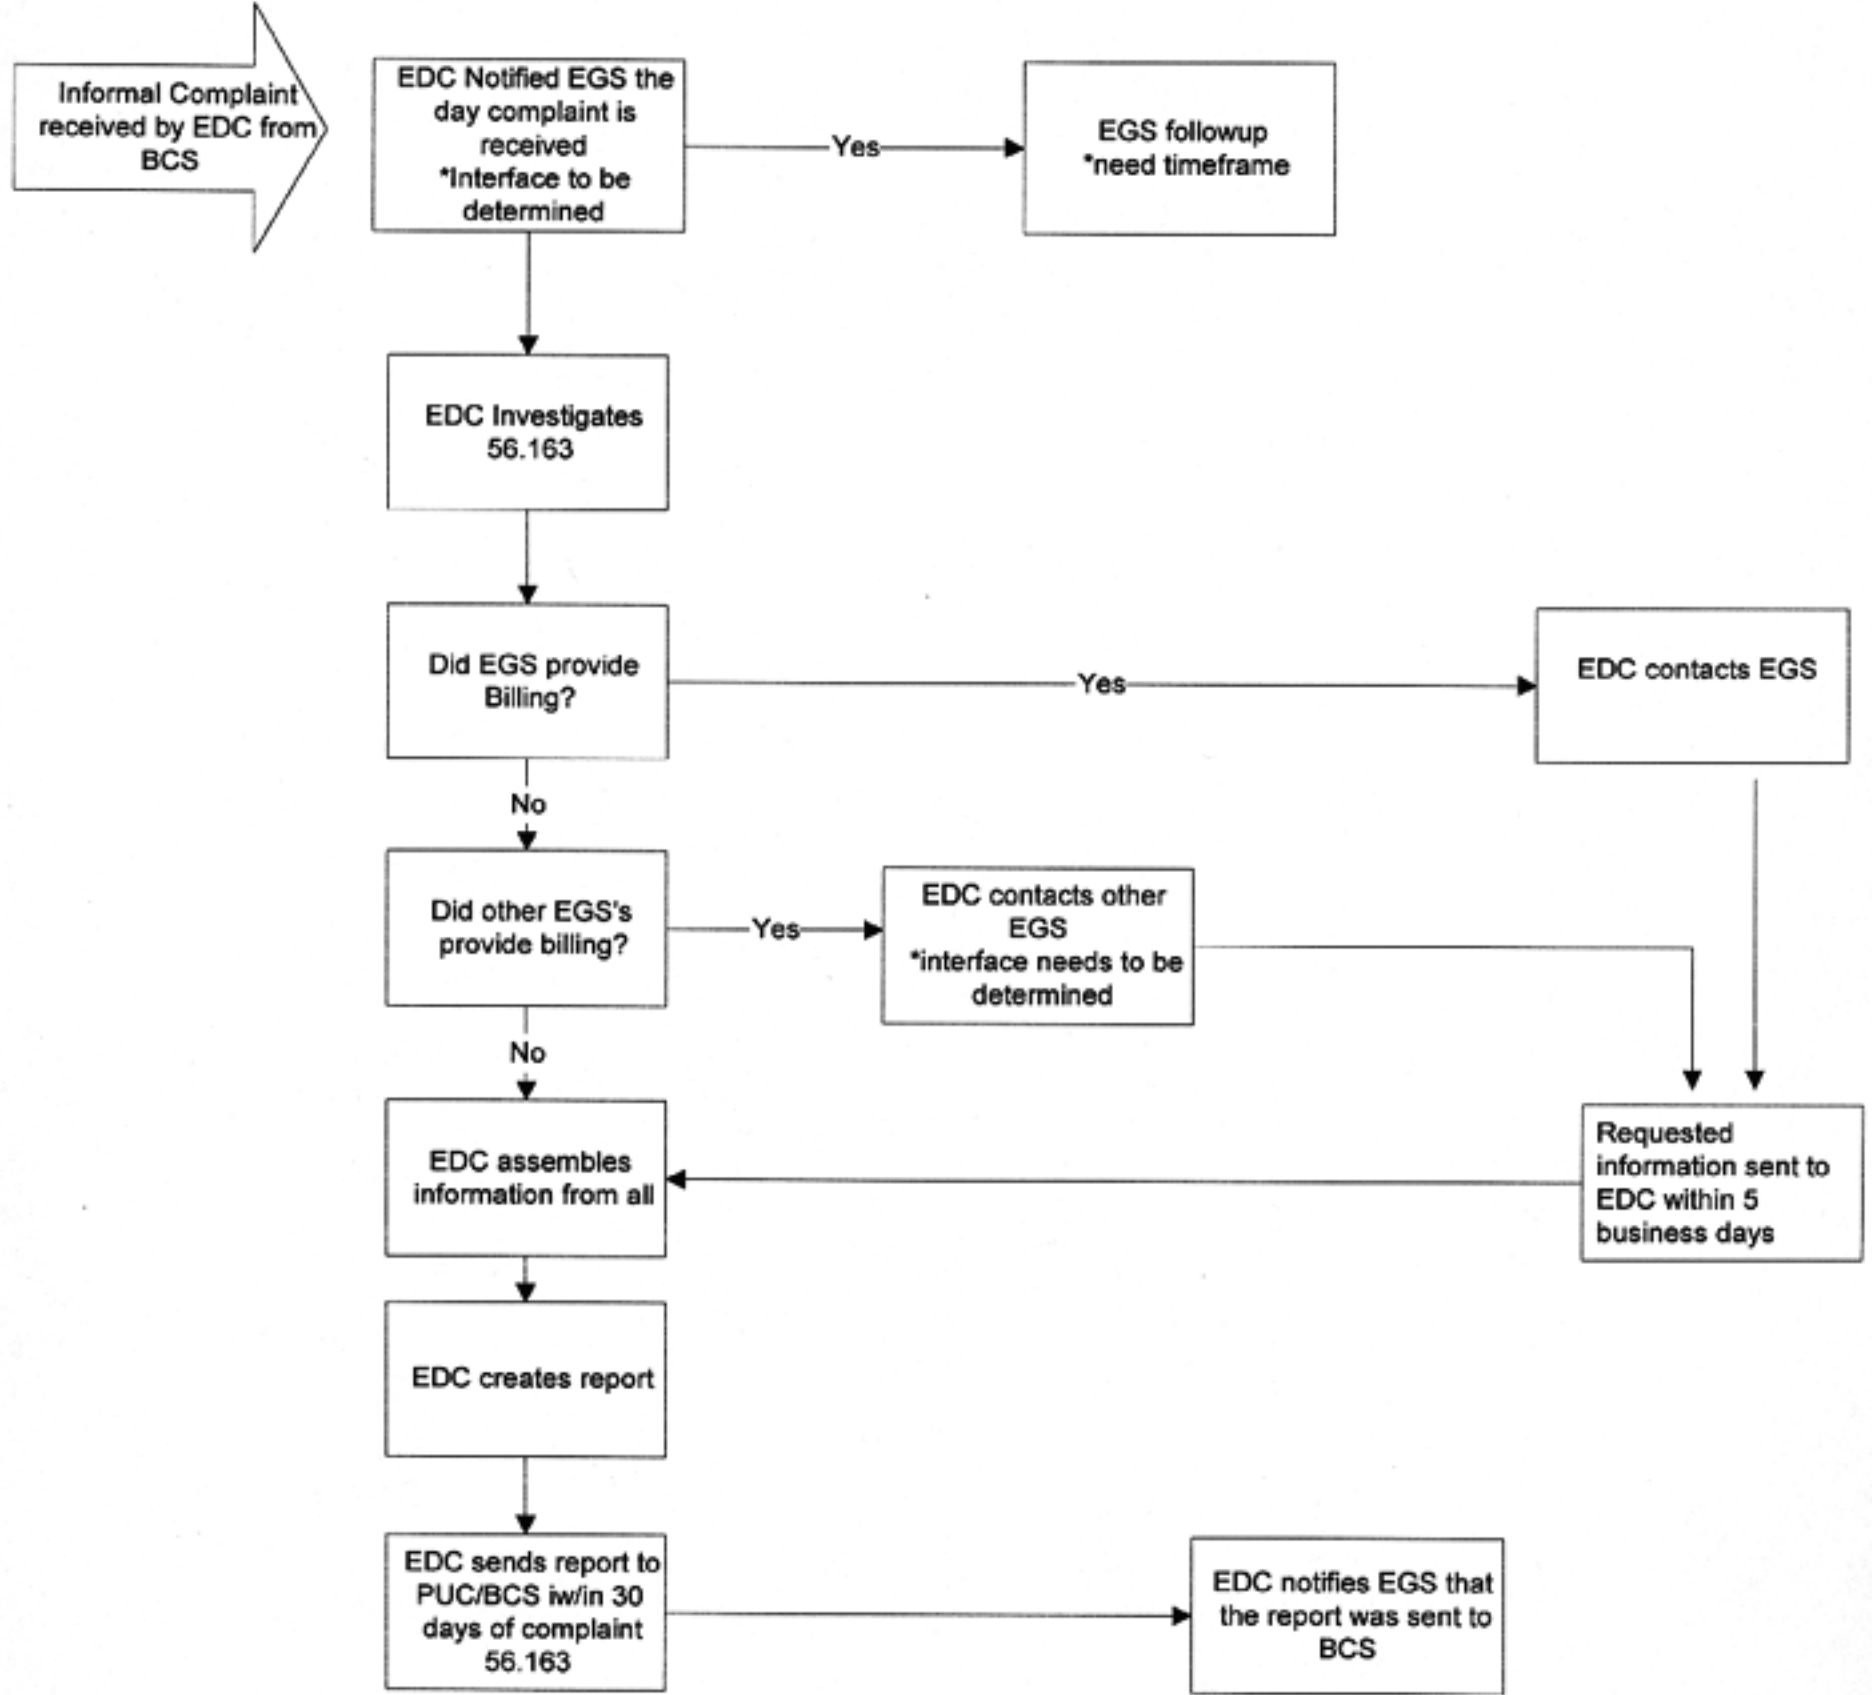 Informal Complaint
received by EDC from
BCS
EDC Notified EGS the
day complaint is
received
*Interface to be
determined
Yes
EGS followup
*need timeframe
EDC Investigates
56.163
Did EGS provide
Billing?
Yes
EDC contacts EGS
No
Did other EGS's
provide billing?
Yes
EDC contacts other
EGS
*interface needs to be
determined
No
EDC assembles
information from all
Requested
information sent to
EDC within 5
business days
EDC creates report
EDC sends report to
PUC/BCS iw/in 30
days of complaint
56.163
EDC notifies EGS that
the report was sent to
BCS